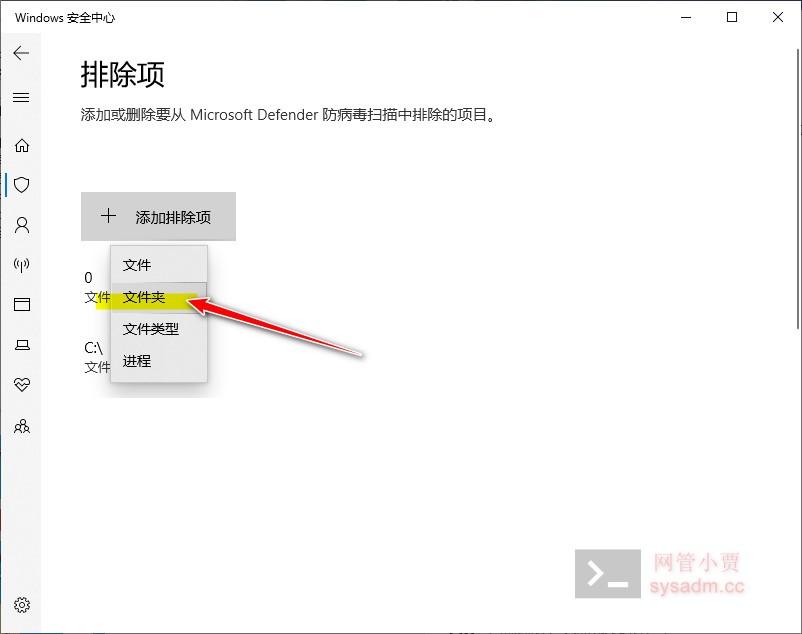 Windows 安全中心
排除项
添加或删除要从 Microsoft Defender 防病毒扫描中排除的项目。
添加排除项
文件
0
文件
文件夹
文件类型
C:\
文件
进程
网管小贾
sysadm.cc